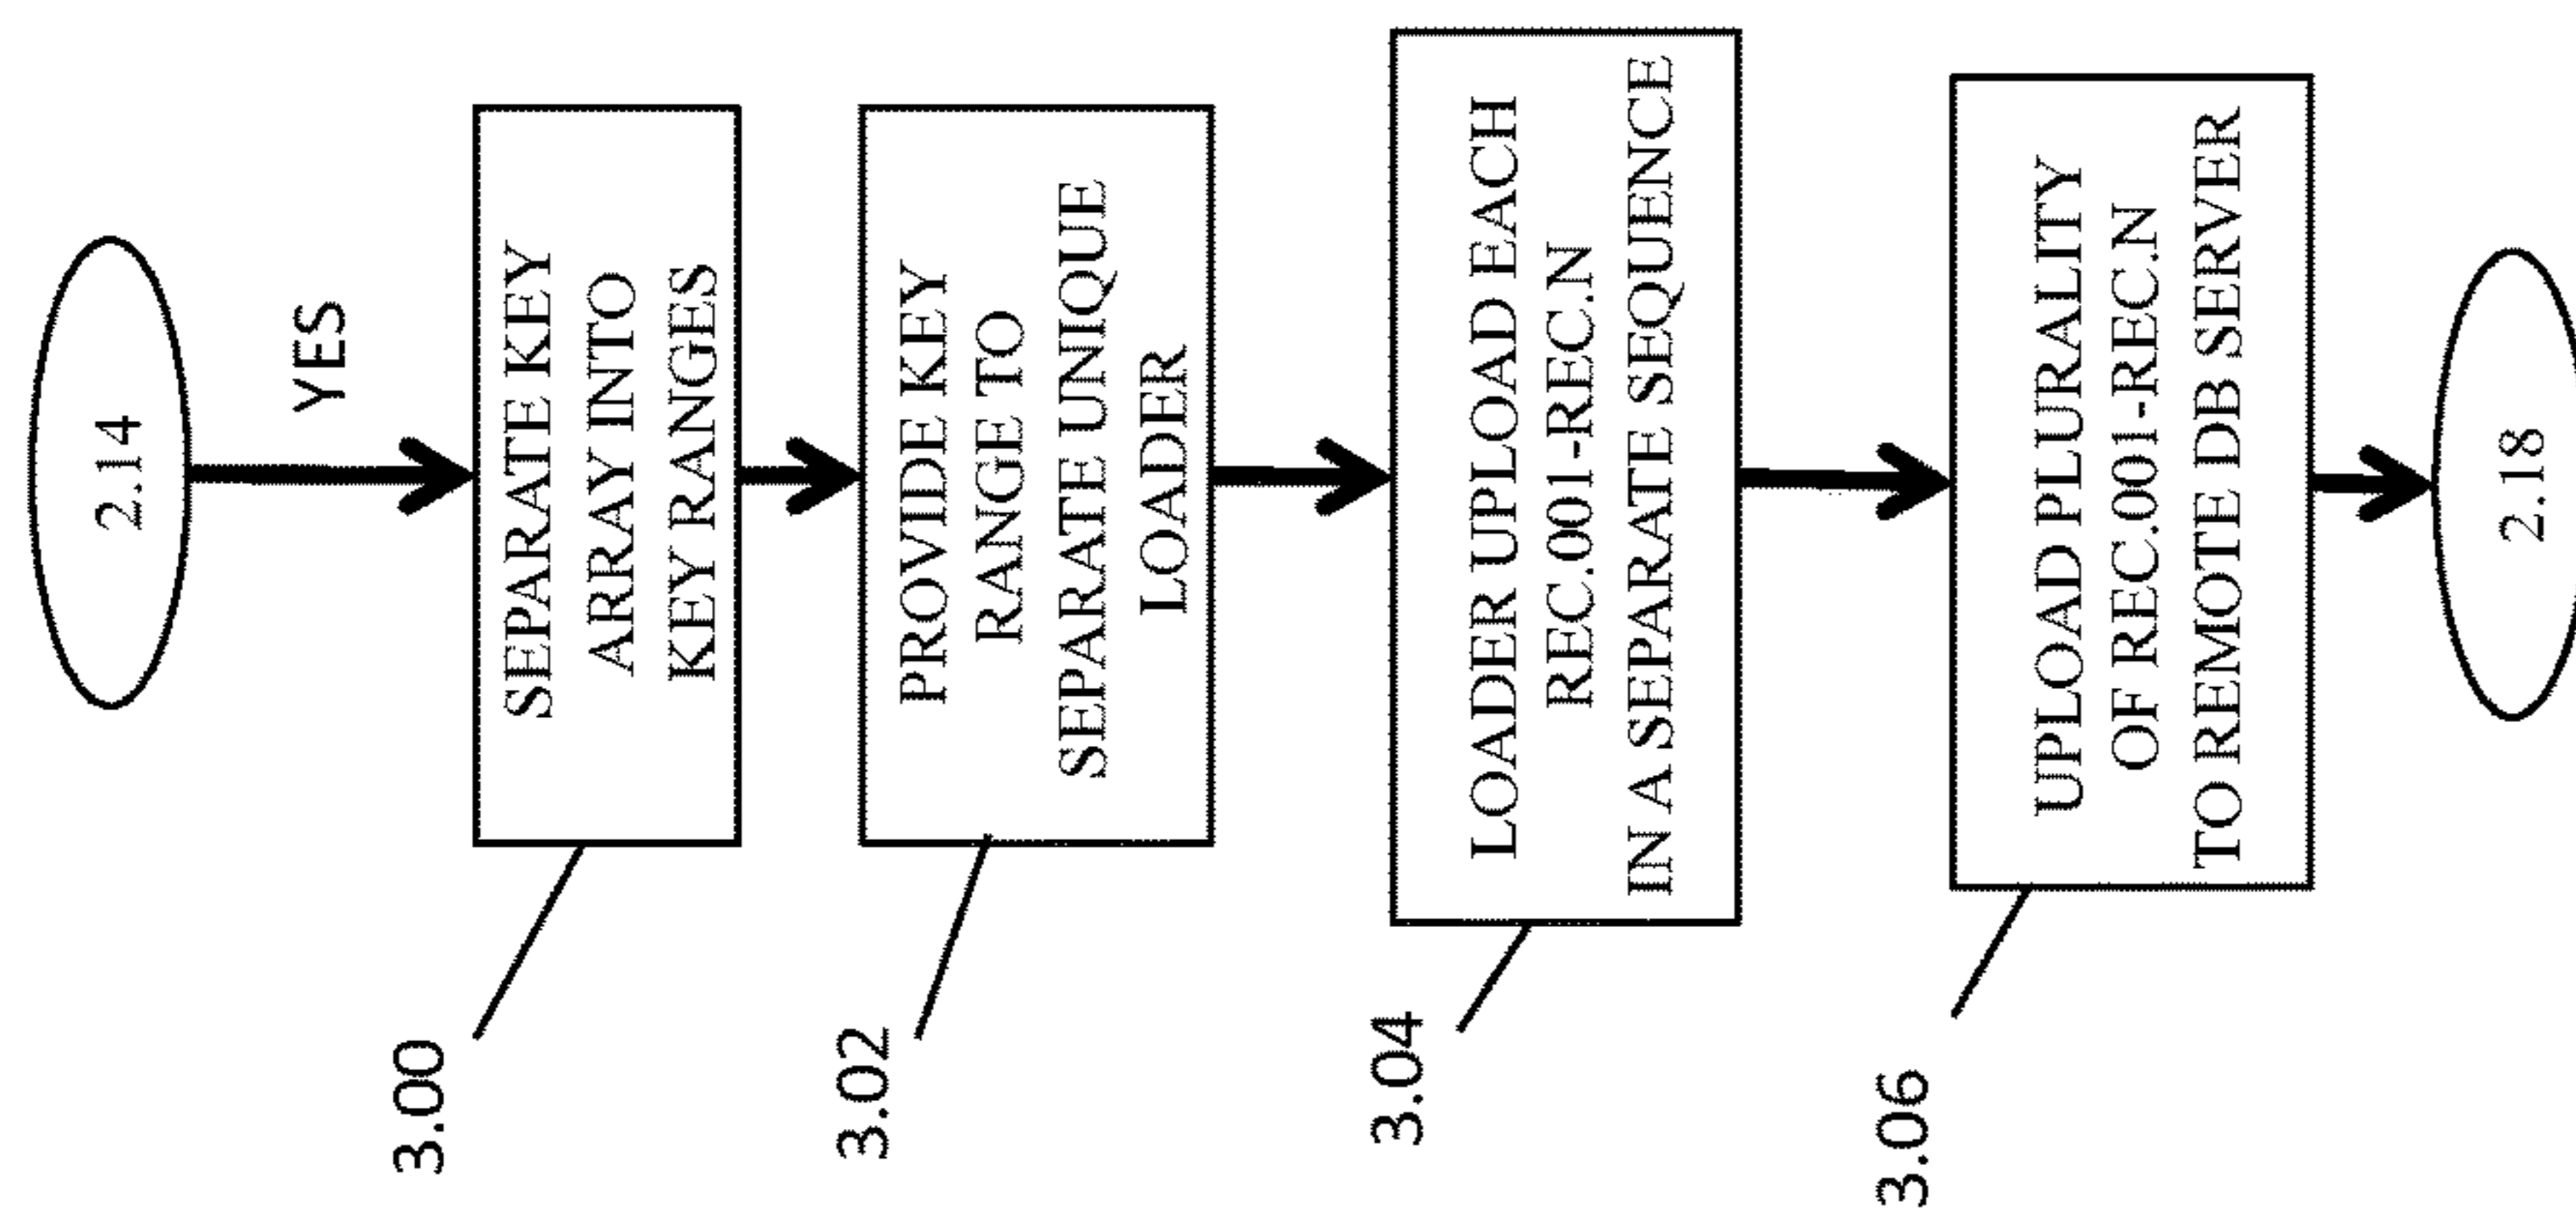 2.14
YES
3.00
SEPARATE KEY
ARRAY INTO
KEY RANGES
3.02
PROVIDE KEY
RANGE TO
SEPARATE UNIQUE
LOADER
3.04
LOADER UPLOAD EACH
REC.001-REC.N
IN A SEPARATE SEQUENCE
3.06
UPLOAD PLURALITY
OF REC.001-REC.N
TO REMOTE DB SERVER
2.18